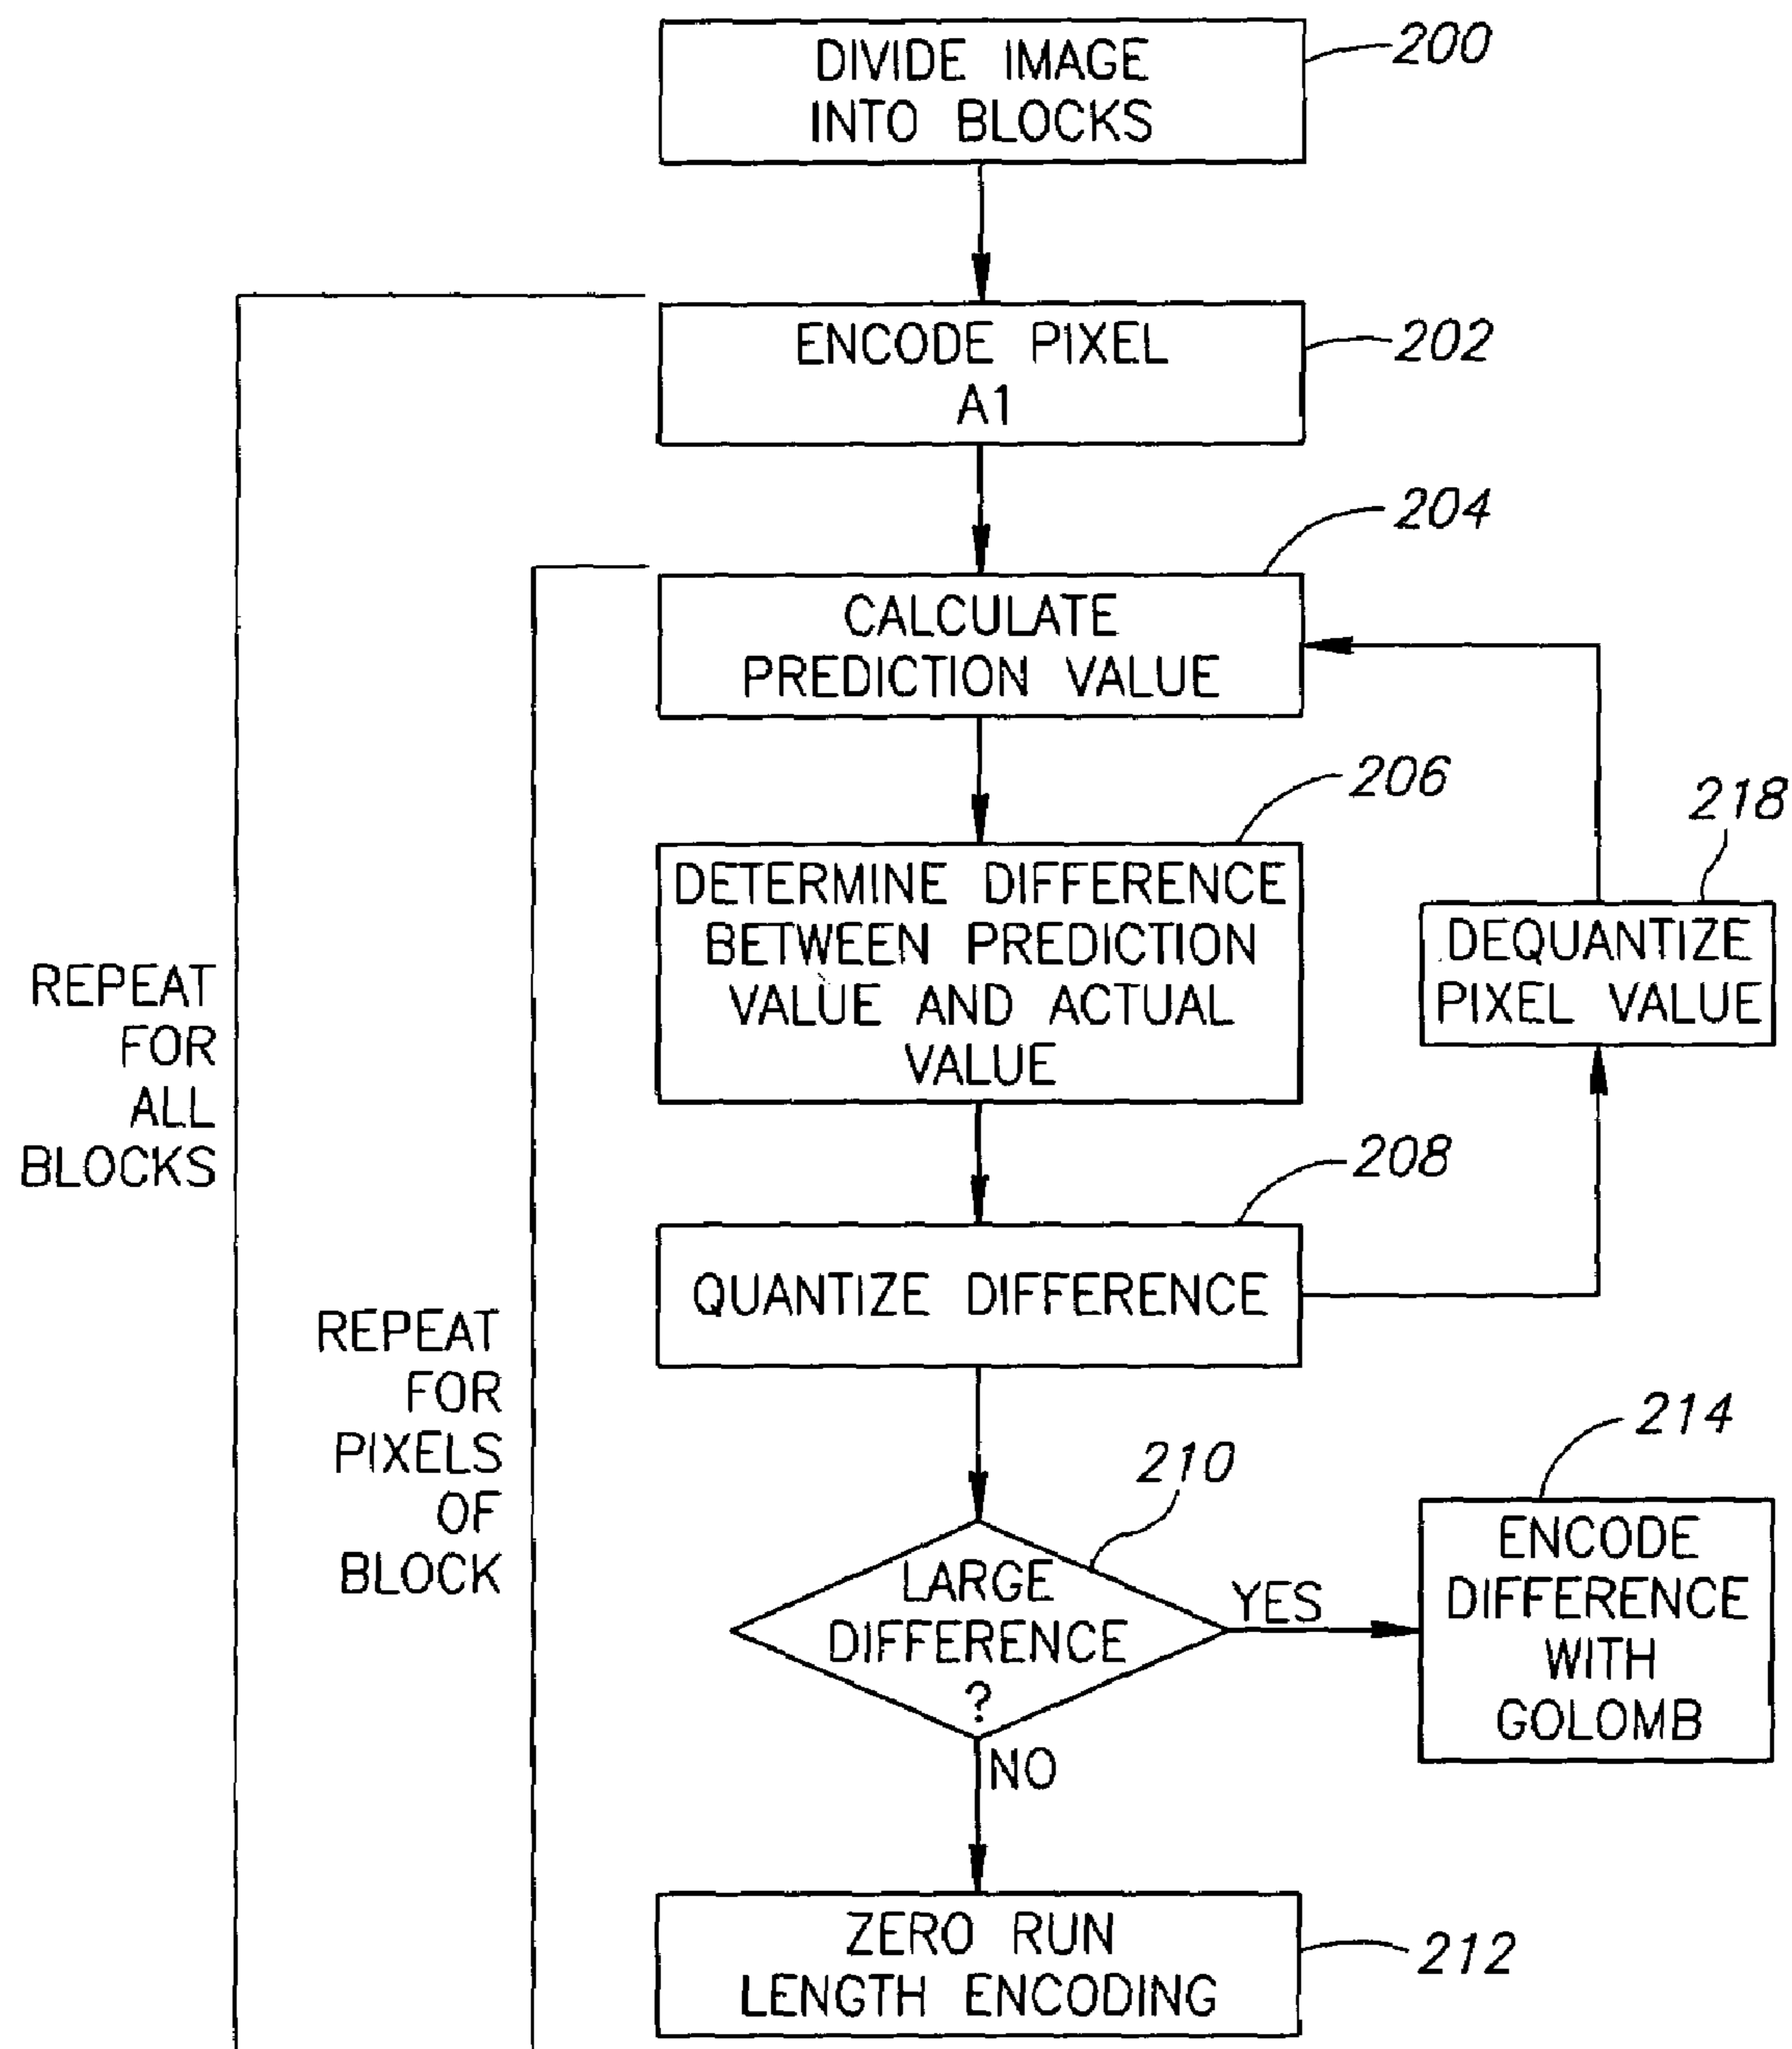 DIVIDE IMAGE
INTO BLOCKS
200
ENCODE PIXEL
A1
202
204
CALCULATE
PREDICTION VALUE
206
DETERMINE DIFFERENCE
BETWEEN PREDICTION
VALUE AND ACTUAL
VALUE
218
DEQUANTIZE
PIXEL VALUE
REPEAT
FOR
ALL
BLOCKS
208
QUANTIZE DIFFERENCE
REPEAT
FOR
PIXELS
OF
BLOCK
210
LARGE
DIFFERENCE
?
YES
214
ENCODE
DIFFERENCE
WITH
GOLOMB
NO
ZERO RUN
LENGTH ENCODING
212